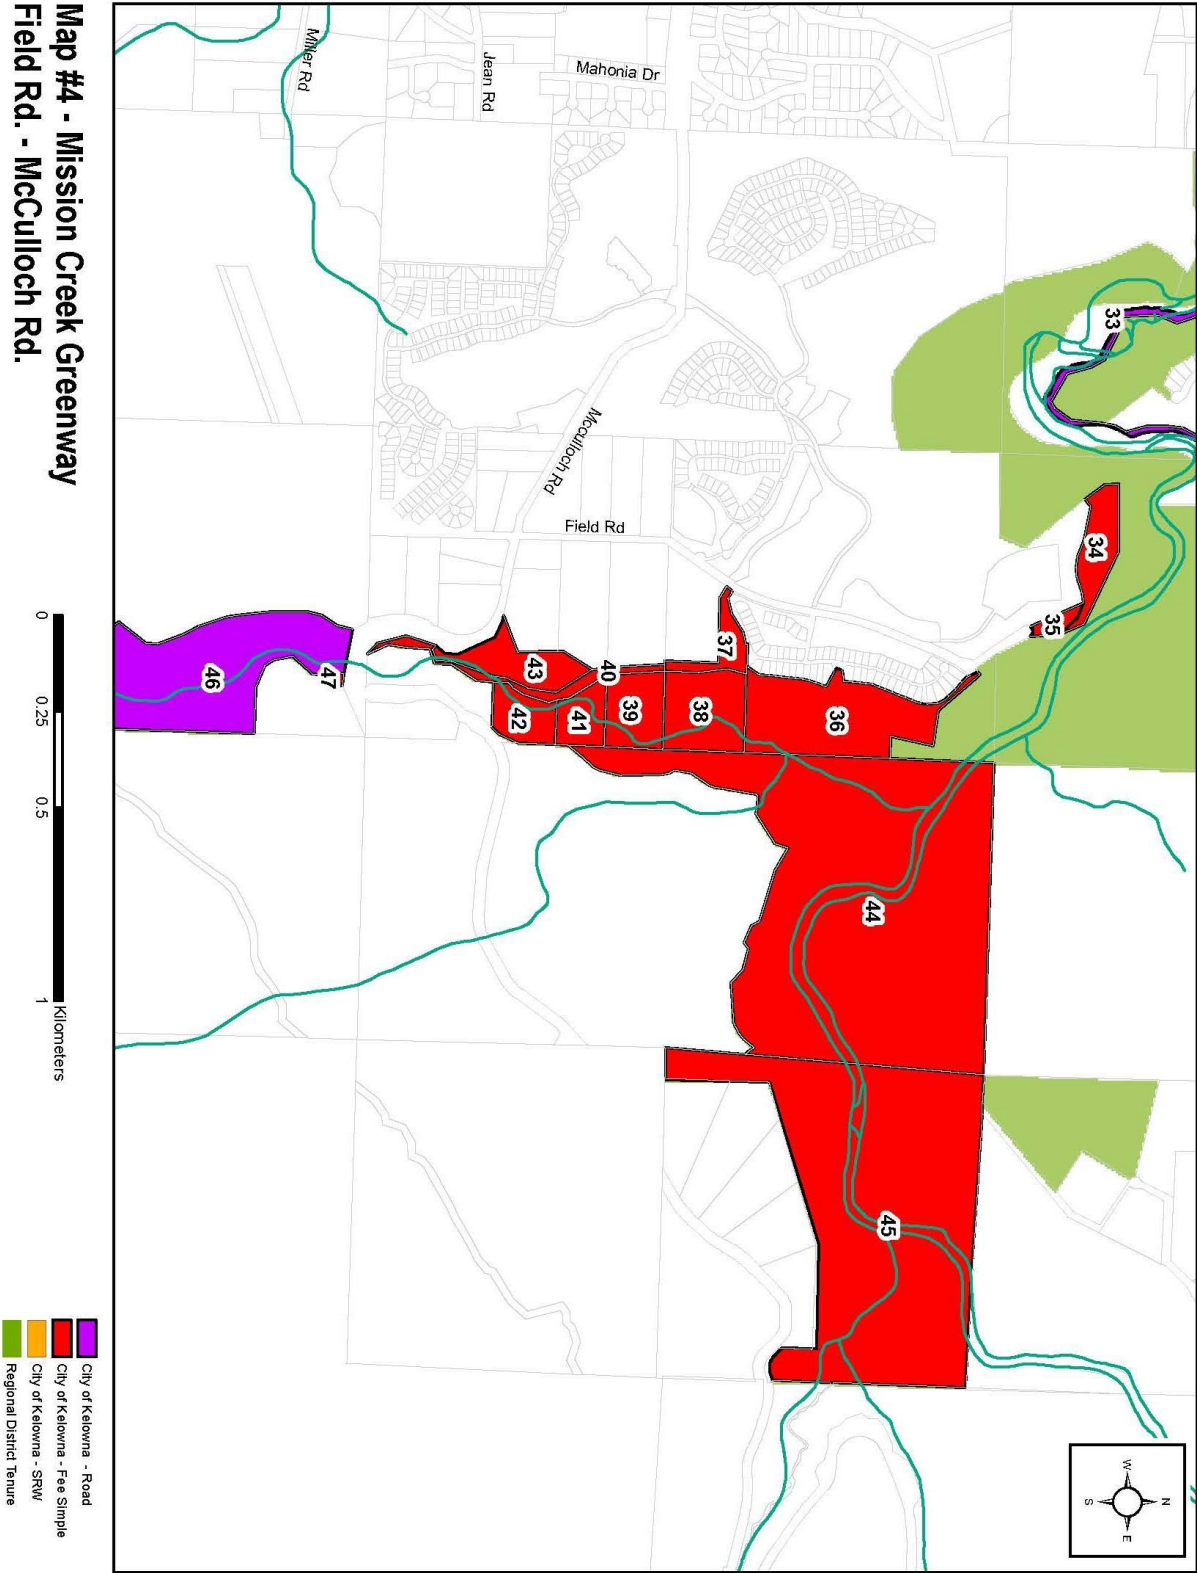 Map #4 - Mission Creek Greenway
Field Rd. - McCulloch Rd.
Miller Rd
Jean Rd
Mahonia Dr
Mcculloch Rd
Field Rd
33
34
35
36
37
38
39
40
41
42
43
44
45
46
47
0
0.25
0.5
1
Kilometers
City of Kelowna - Road
City of Kelowna - Fee Simple
City of Kelowna - SRW
Regional District Tenure
N
W
E
S